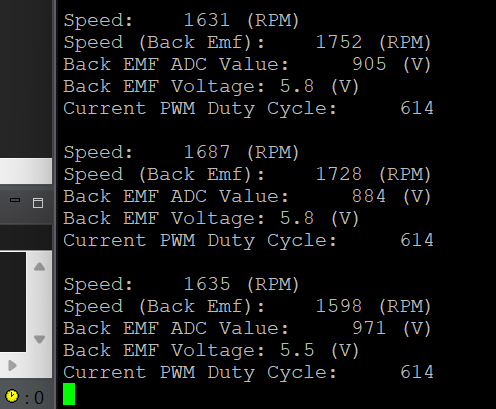 Speed:    1631 (RPM)
Speed (Back Emf):    1752 (RPM)
Back EMF ADC Value:     905 (V)
Back EMF Voltage: 5.8 (V)
Current PWM Duty Cycle:     614
Speed:    1687 (RPM)
Speed (Back Emf):    1728 (RPM)
Back EMF ADC Value:     884 (V)
Back EMF Voltage: 5.8 (V)
Current PWM Duty Cycle:     614
Speed:    1635 (RPM)
Speed (Back Emf):    1598 (RPM)
Back EMF ADC Value:     971 (V)
Back EMF Voltage: 5.5 (V)
Current PWM Duty Cycle:     614
: 0